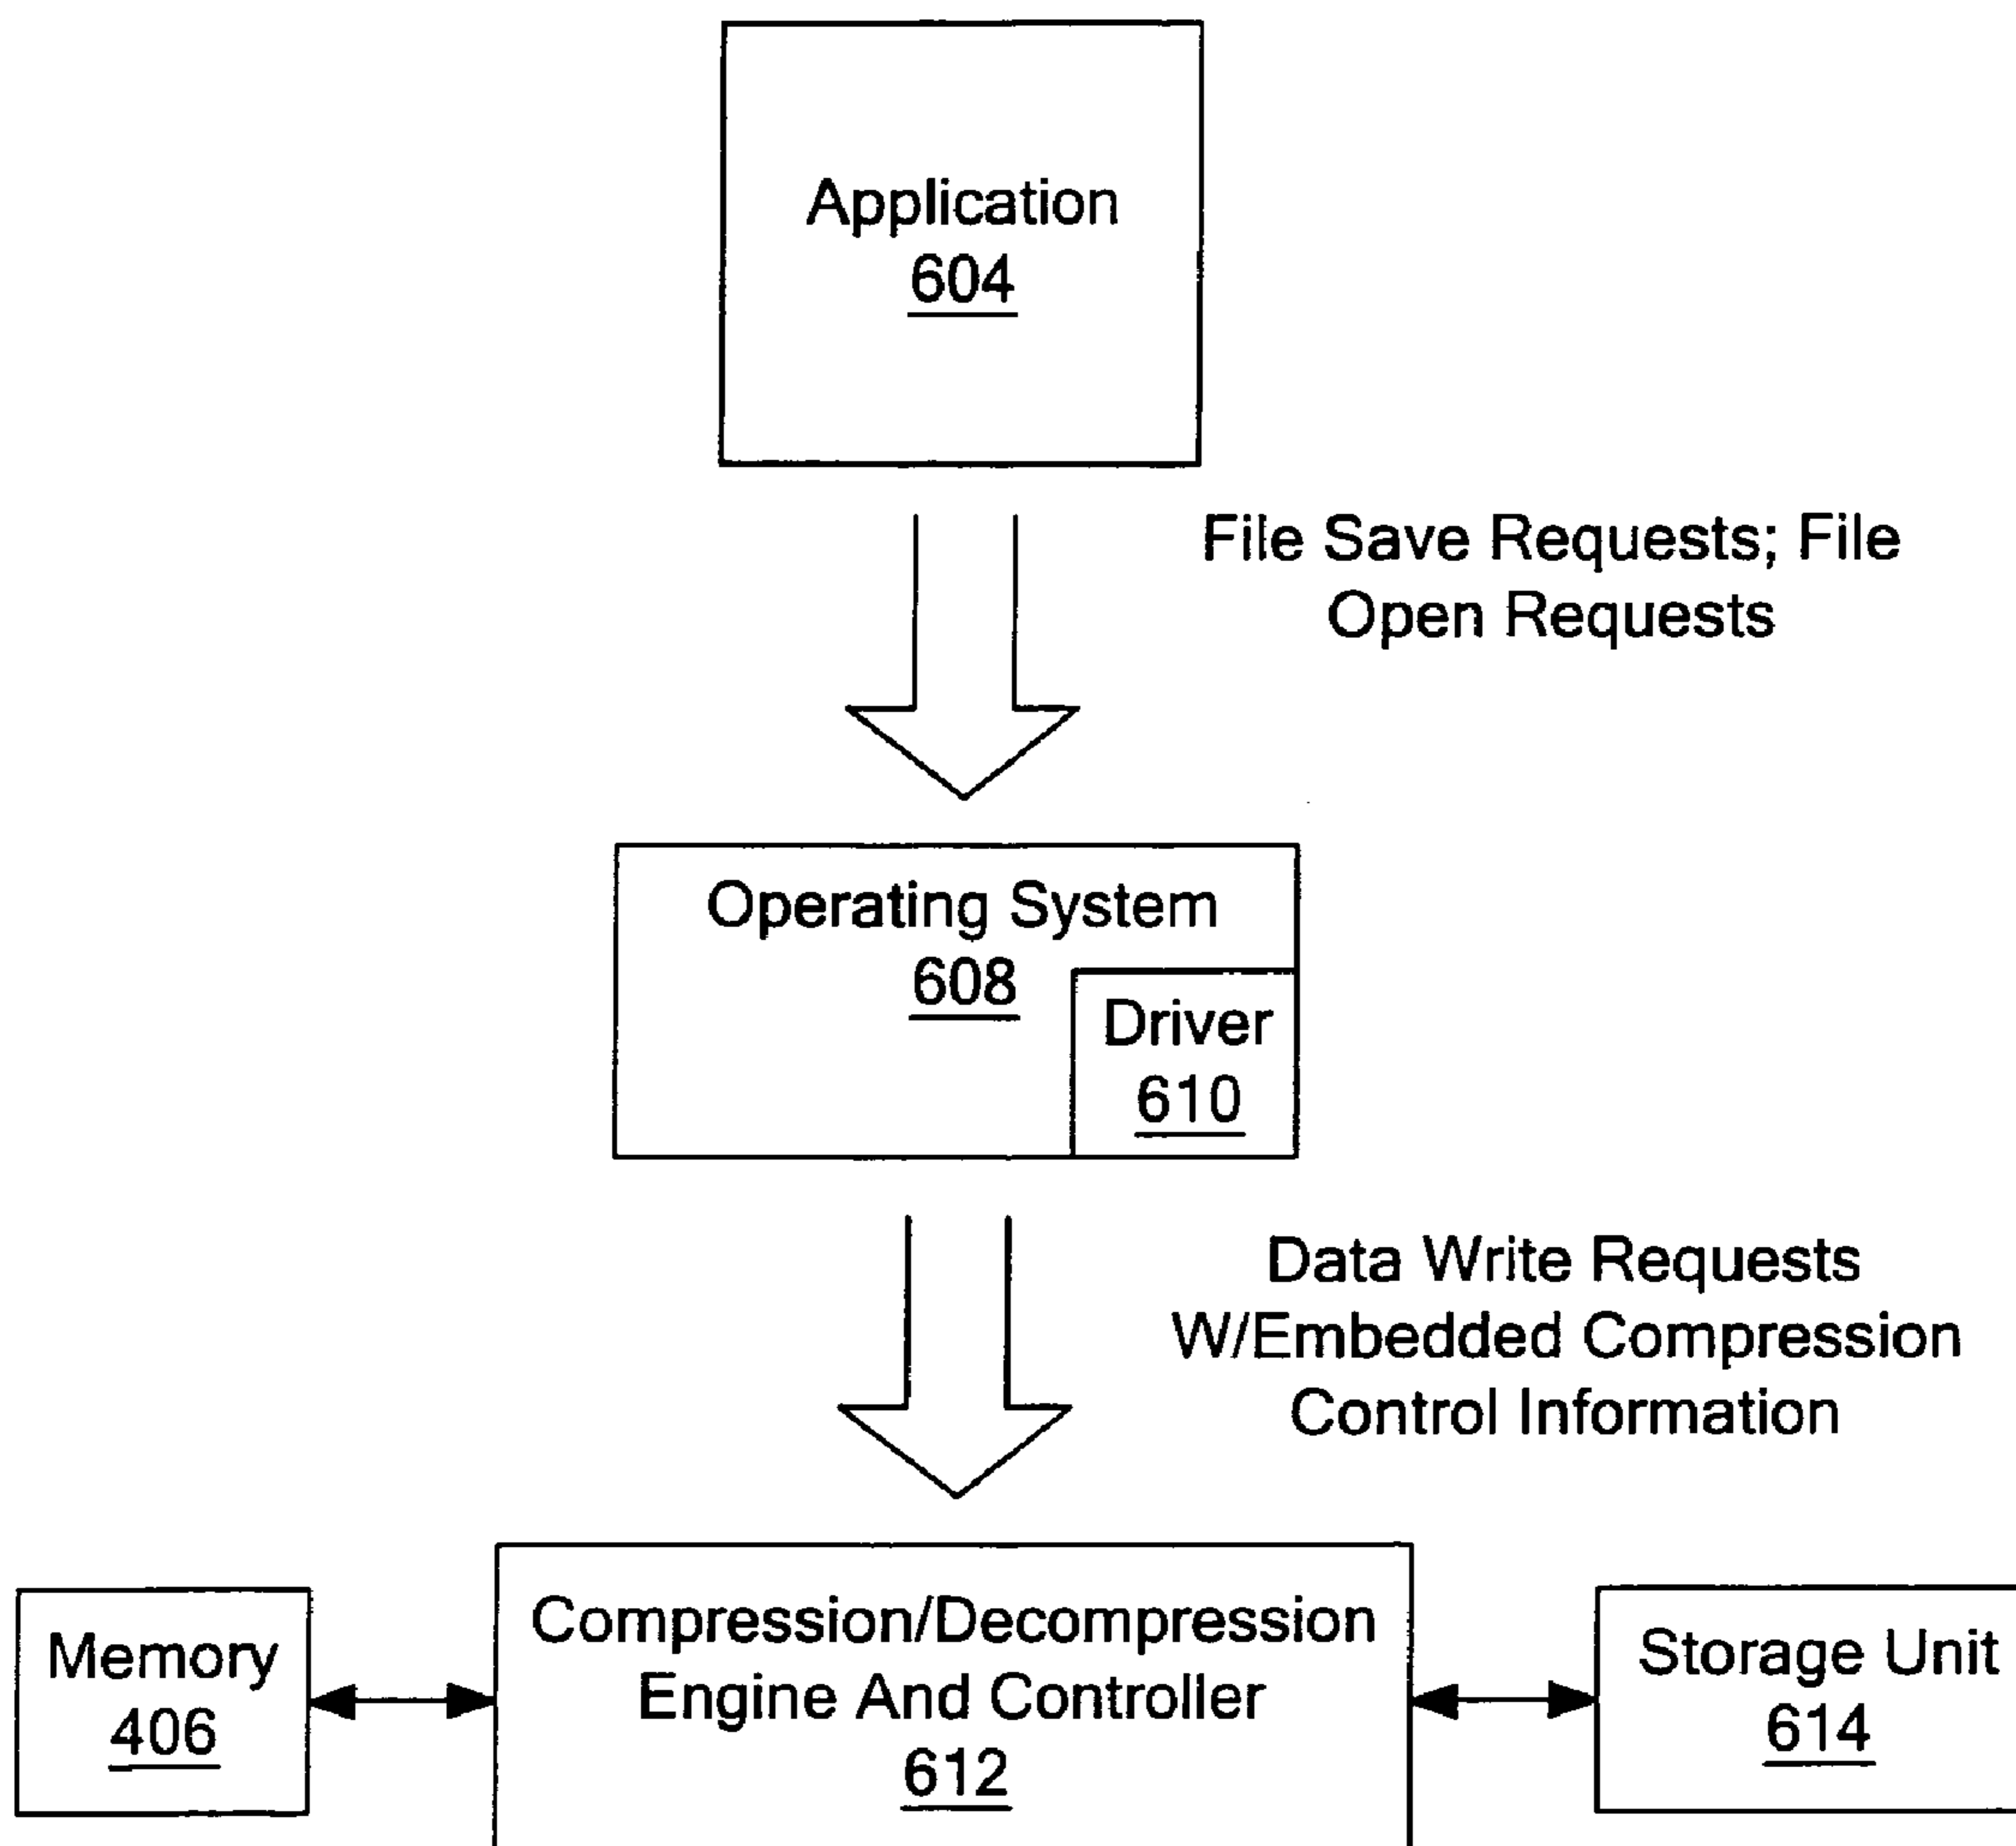 Application
604
File Save Requests; File
Open Requests
Operating System
608
Driver
610
Data Write Requests
W/Embedded Compression
Control Information
Memory
406
Compression/Decompression
Engine And Controller
612
Storage Unit
614